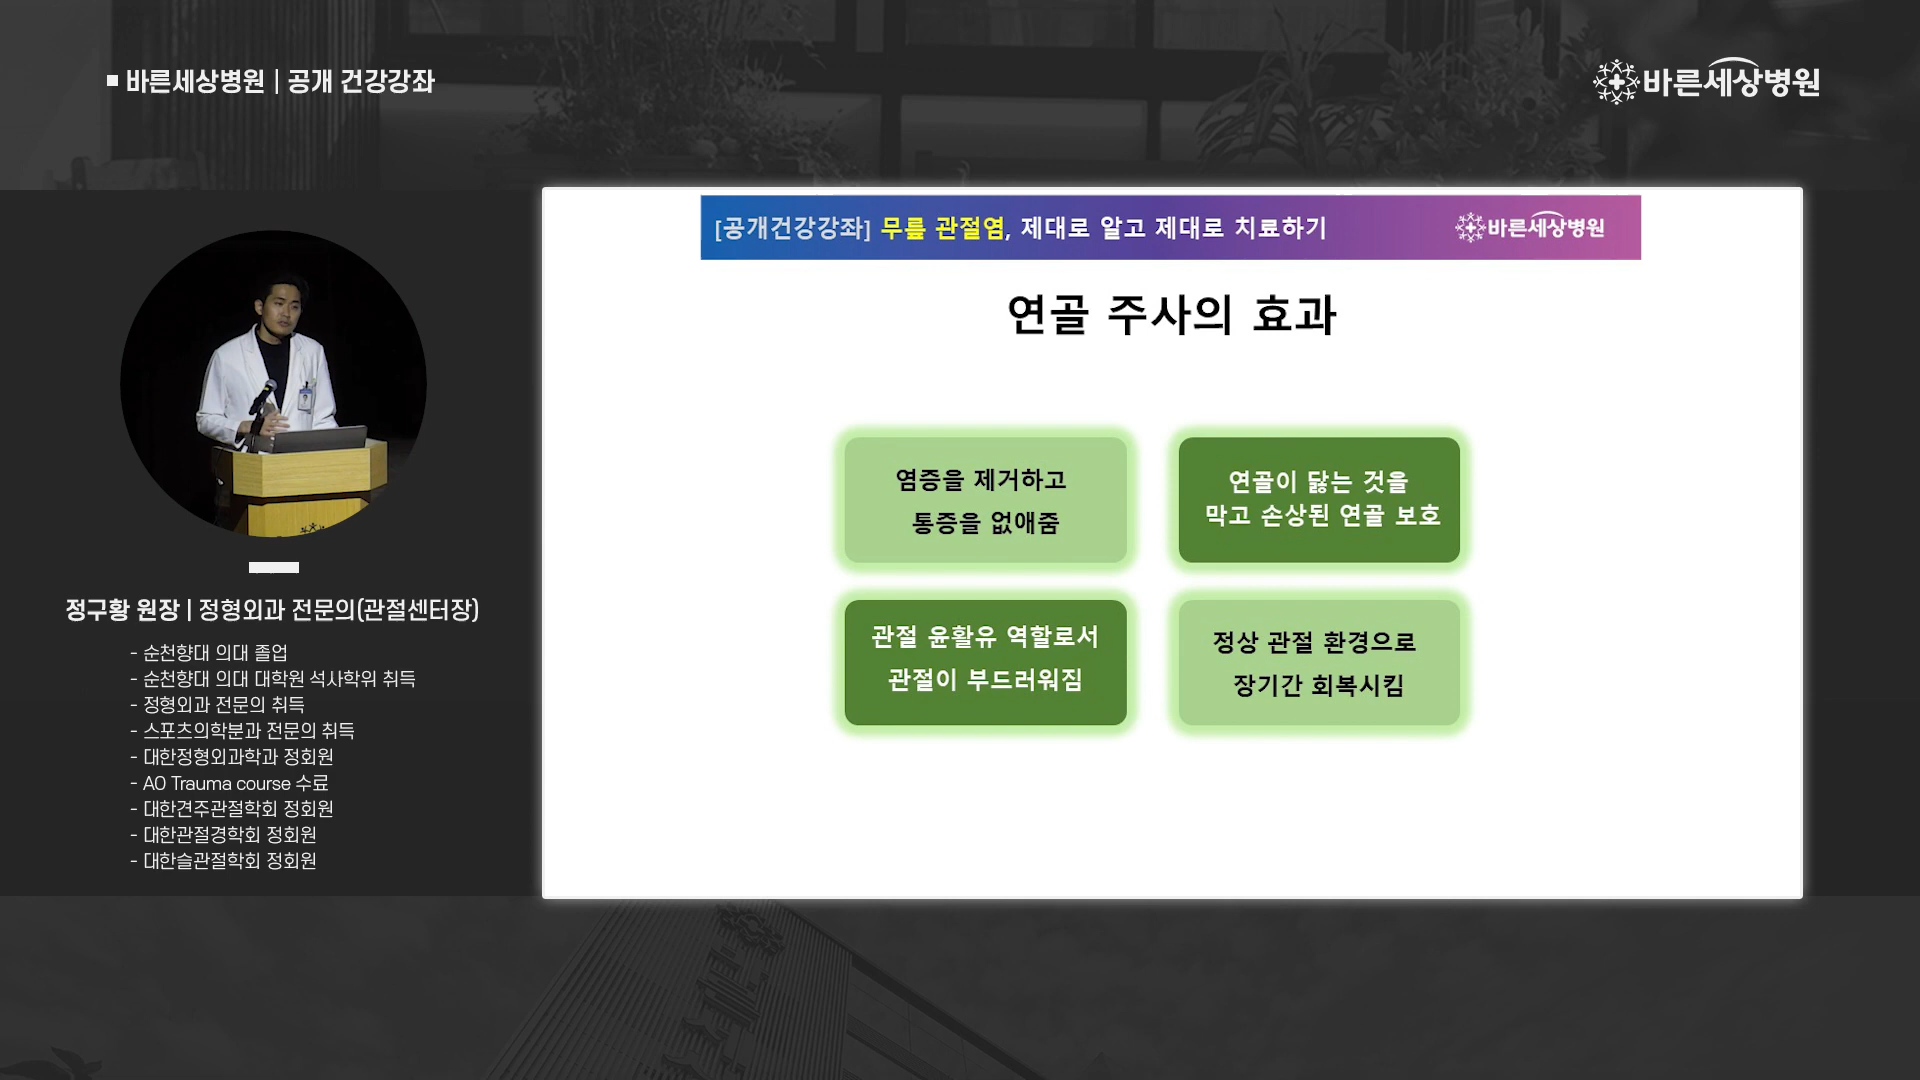 바른세상병원 | 공개 건강강좌
바른세상병원
[공개건강강좌] 무릎 관절염, 제대로 알고 제대로 치료하기
바른세상병원
연골 주사의 효과
염증을 제거하고
통증을 없애줌
연골이 닳는 것을
막고 손상된 연골 보호
관절 윤활유 역할로서
관절이 부드러워짐
정상 관절 환경으로
장기간 회복시킴
정구황 원장 | 정형외과 전문의(관절센터장)
- 순천향대 의대 졸업
- 순천향대 의대 대학원 석사학위 취득
- 정형외과 전문의 취득
- 스포츠의학분과 전문의 취득
- 대한정형외과학과 정회원
- AO Trauma course 수료
- 대한견주관절학회 정회원
- 대한관절경학회 정회원
- 대한슬관절학회 정회원